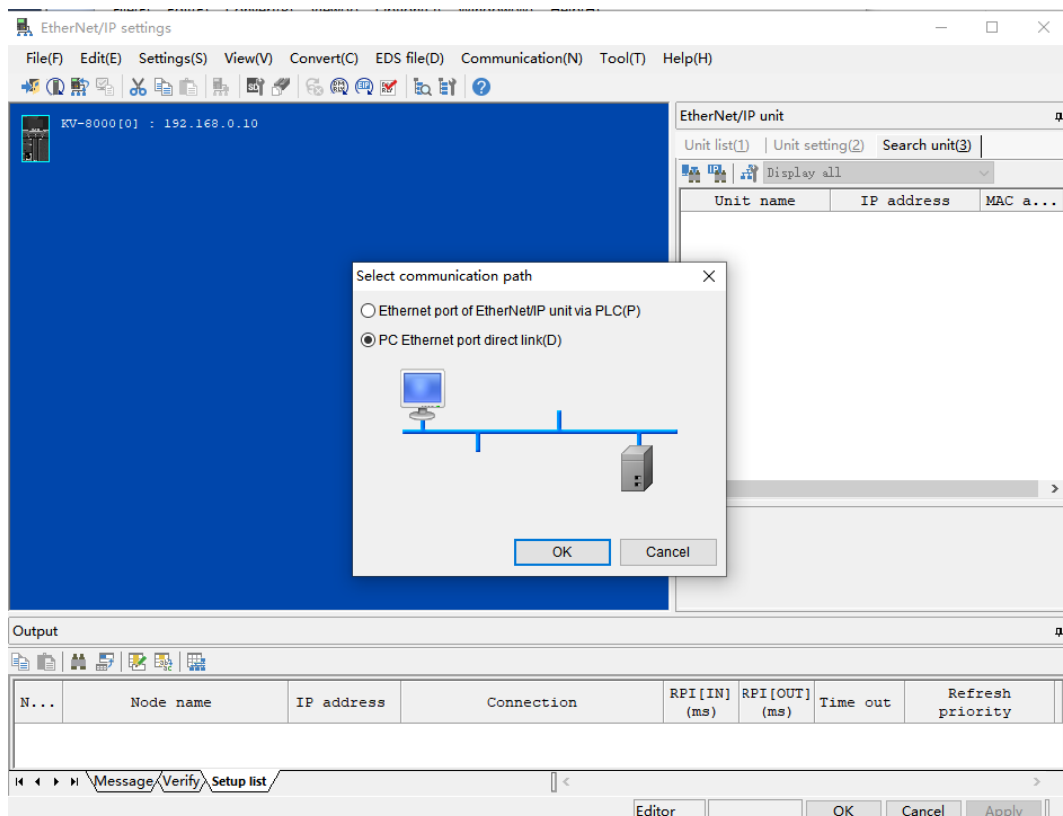 EtherNet/IP settings
File(F) Edit(E) Settings(S) View(V) Convert(C) EDS file(D) Communication(N) Tool(T) Help(H)
KV-8000[0] : 192.168.0.10
EtherNet/IP unit
Unit list(1) Unit setting(2) Search unit(3)
Display all
Unit name IP address MAC a...
Select communication path
Ethernet port of EtherNet/IP unit via PLC(P)
PC Ethernet port direct link(D)
OK Cancel
Output
N... Node name IP address Connection RPI[IN] (ms) RPI[OUT] (ms) Time out Refresh priority
Message Verify Setup list
Editor OK Cancel Apply